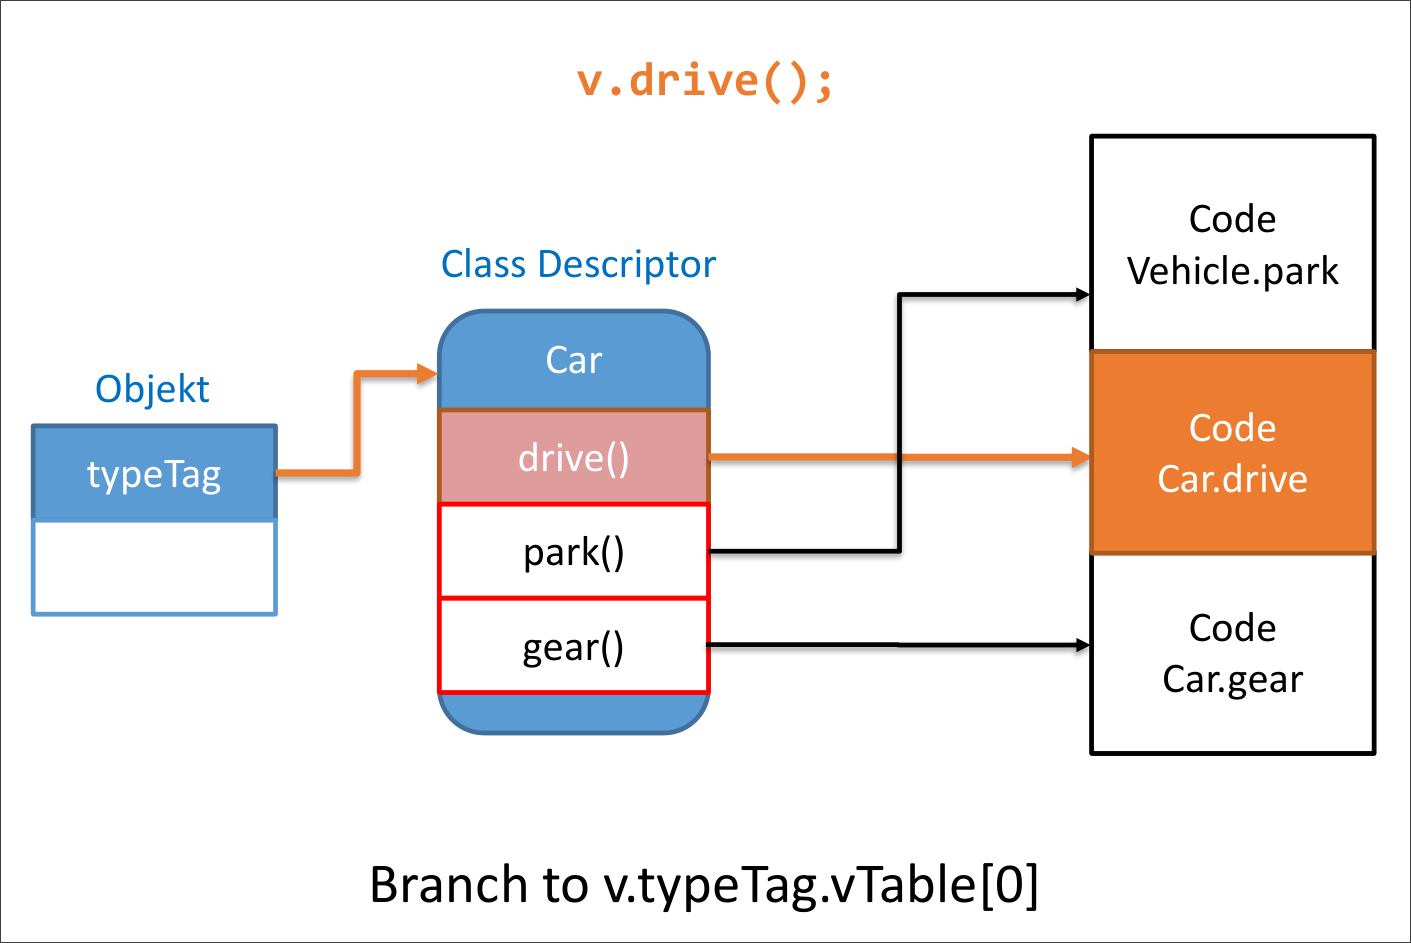 v.drive();
Class Descriptor
Objekt
typeTag
Car
drive()
park()
gear()
Code
Vehicle.park
Code
Car.drive
Code
Car.gear
Branch to v.typeTag.vTable[0]